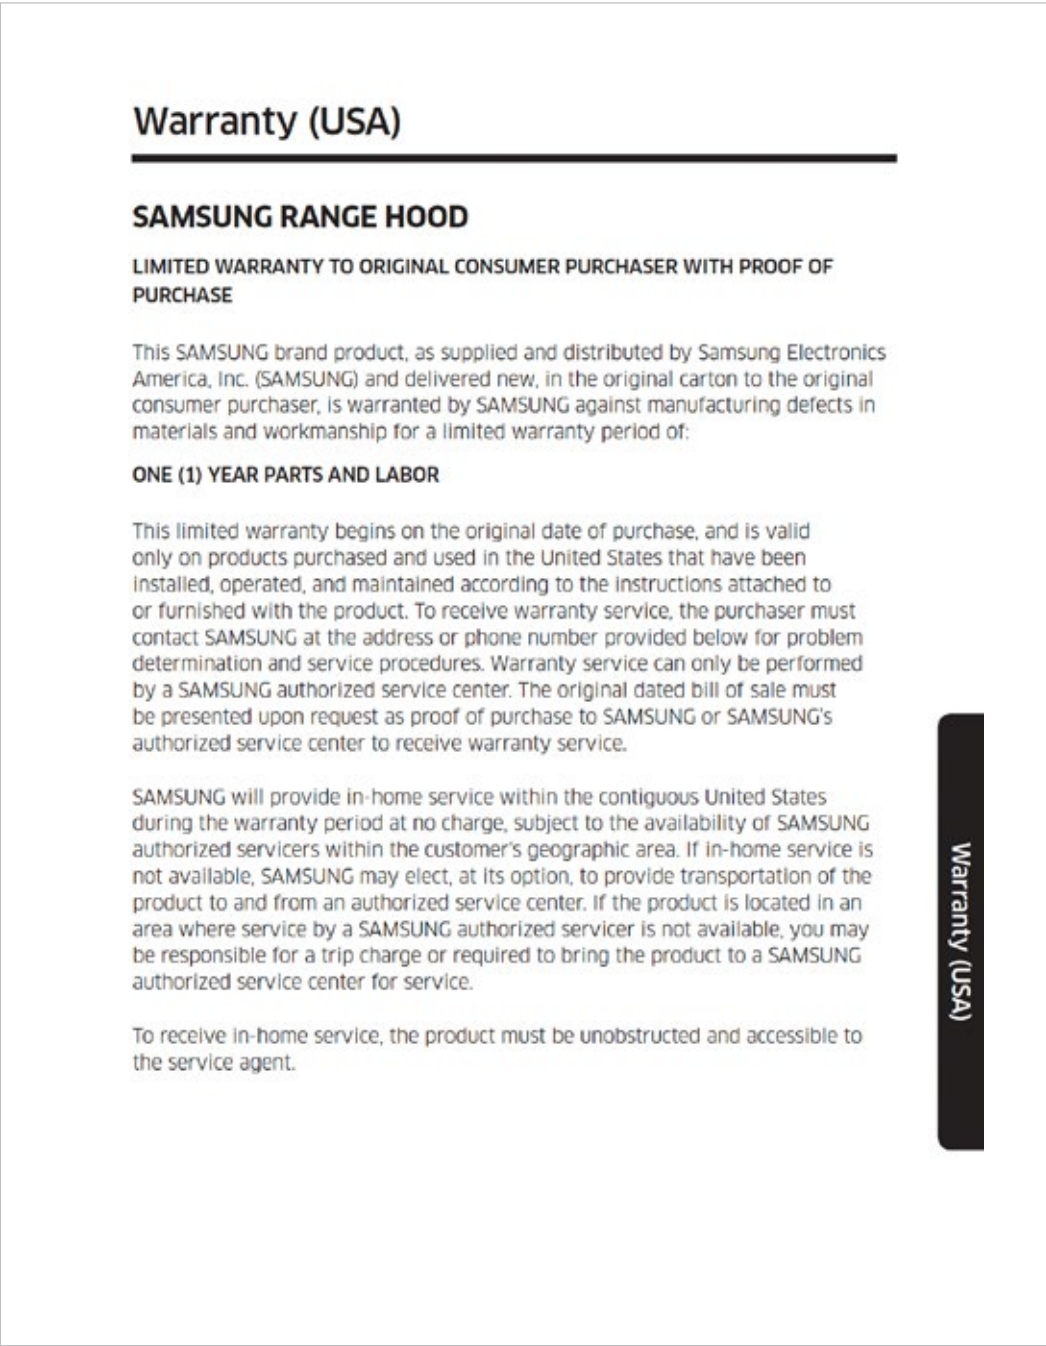 Warranty (USA)
SAMSUNG RANGE HOOD
LIMITED WARRANTY TO ORIGINAL CONSUMER PURCHASER WITH PROOF OF
PURCHASE
This SAMSUNG brand product, as supplied and distributed by Samsung Electronics
America, Inc. (SAMSUNG) and delivered new, in the original carton to the original
consumer purchaser, is warranted by SAMSUNG against manufacturing defects in
materials and workmanship for a limited warranty period of:
ONE (1) YEAR PARTS AND LABOR
This limited warranty begins on the original date of purchase, and is valid
only on products purchased and used in the United States that have been
installed, operated, and maintained according to the instructions attached to
or furnished with the product. To receive warranty service, the purchaser must
contact SAMSUNG at the address or phone number provided below for problem
determination and service procedures. Warranty service can only be performed
by a SAMSUNG authorized service center. The original dated bill of sale must
be presented upon request as proof of purchase to SAMSUNG or SAMSUNG's
authorized service center to receive warranty service.
SAMSUNG will provide in-home service within the contiguous United States
during the warranty period at no charge, subject to the availability of SAMSUNG
authorized servicers within the customer's geographic area. If in-home service is
not available, SAMSUNG may elect, at its option, to provide transportation of the
product to and from an authorized service center. If the product is located in an
area where service by a SAMSUNG authorized servicer is not available, you may
be responsible for a trip charge or required to bring the product to a SAMSUNG
authorized service center for service.
To receive in-home service, the product must be unobstructed and accessible to
the service agent.
Warranty (USA)